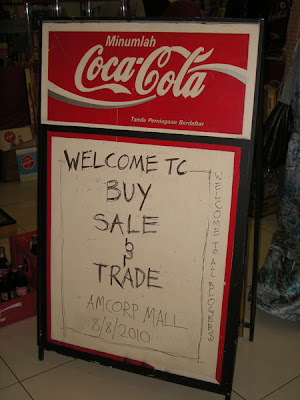 Minumlah
Coca-Cola
Tanda Perniagaan Berdaftar
WELCOME TO
BUY
SALE
&
TRADE
AMCORP MALL
8/8/2010
WELCOME TO ALL BLOGGERS